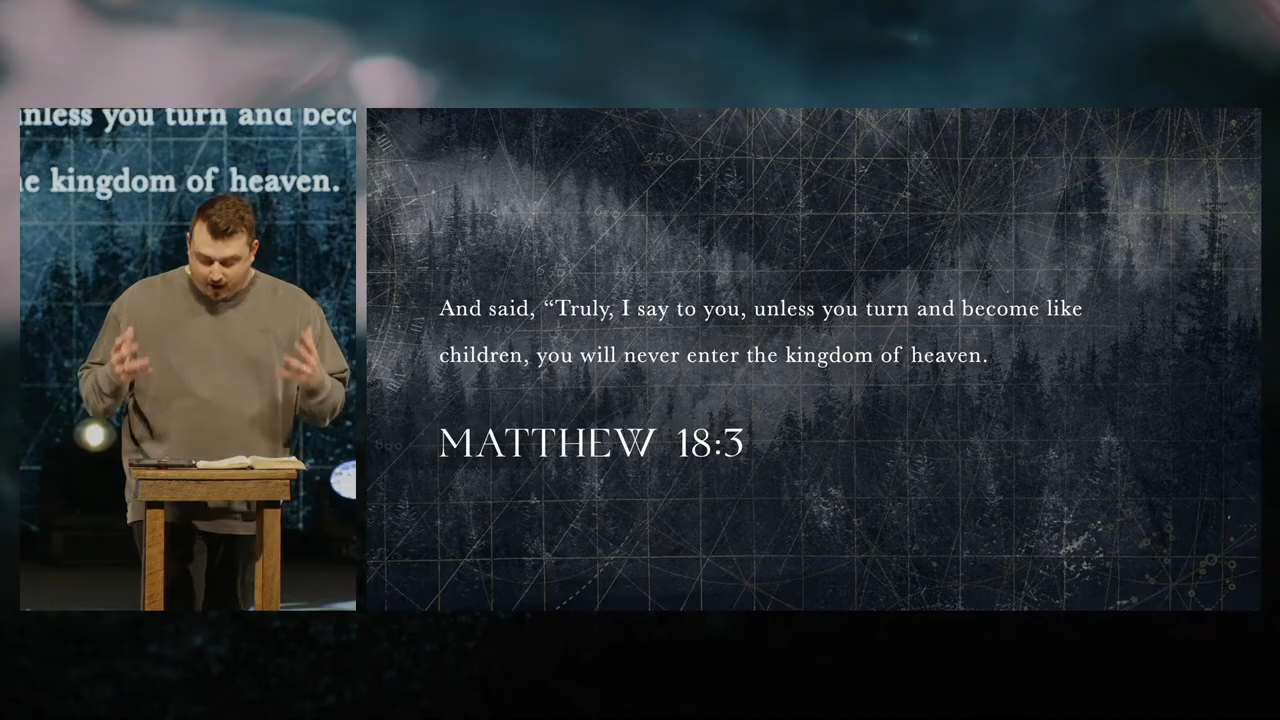 unless you turn and bec
e kingdom of heaven.
And said, “Truly, I say to you, unless you turn and become like
children, you will never enter the kingdom of heaven.
MATTHEW 18:3